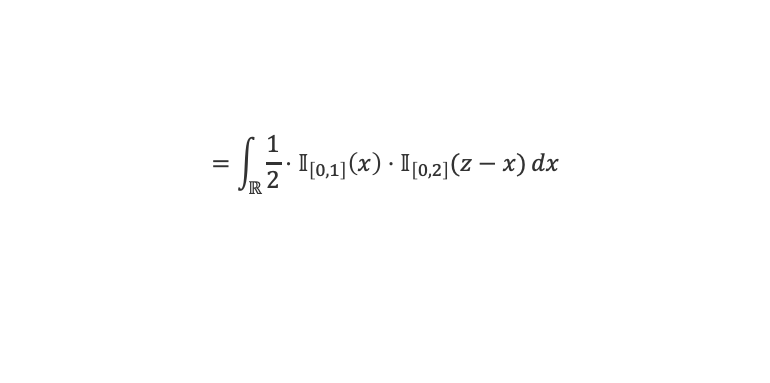 = ∫_ℝ 1/2 · 𝕀_[0,1](x) · 𝕀_[0,2](z − x) dx